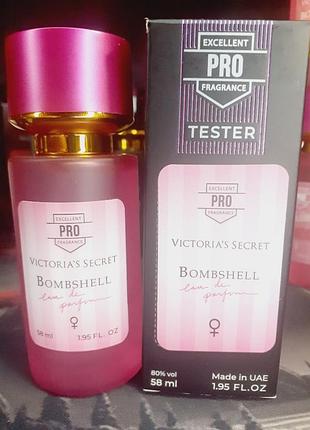 EXCELLENT
PRO
FRAGRANCE
VICTORIA'S SECRET
BOMBSHELL
eau de
parfum
58 ml 1.95 FL. OZ
EXCELLENT
PRO
FRAGRANCE
TESTER
EXCELLENT
PRO
FRAGRANCE
VICTORIA'S SECRET
BOMBSHELL
eau de
parfum
80% vol Made in UAE
58 ml 1.95 FL. OZ